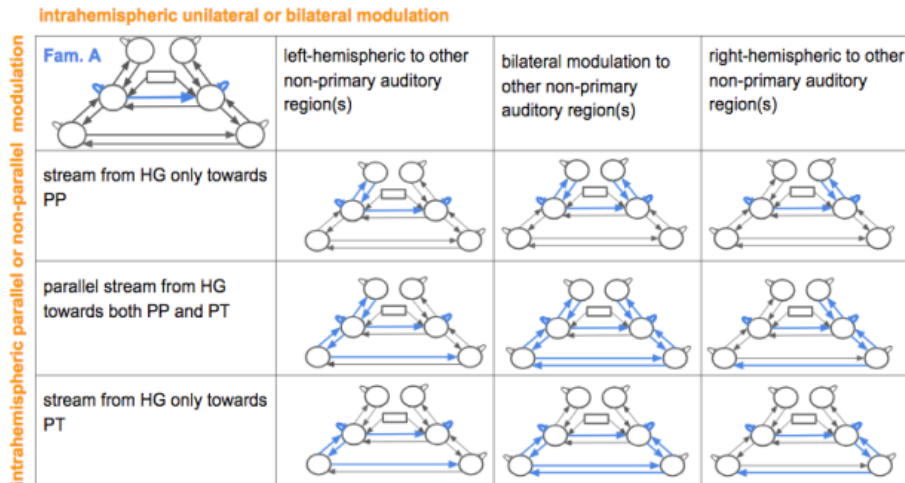 intrahemispheric unilateral or bilateral modulation
intrahemispheric parallel or non-parallel modulation
Fam. A
left-hemispheric to other
non-primary auditory
region(s)
bilateral modulation to
other non-primary
auditory region(s)
right-hemispheric to other
non-primary auditory
region(s)
stream from HG only towards
PP
parallel stream from HG
towards both PP and PT
stream from HG only towards
PT